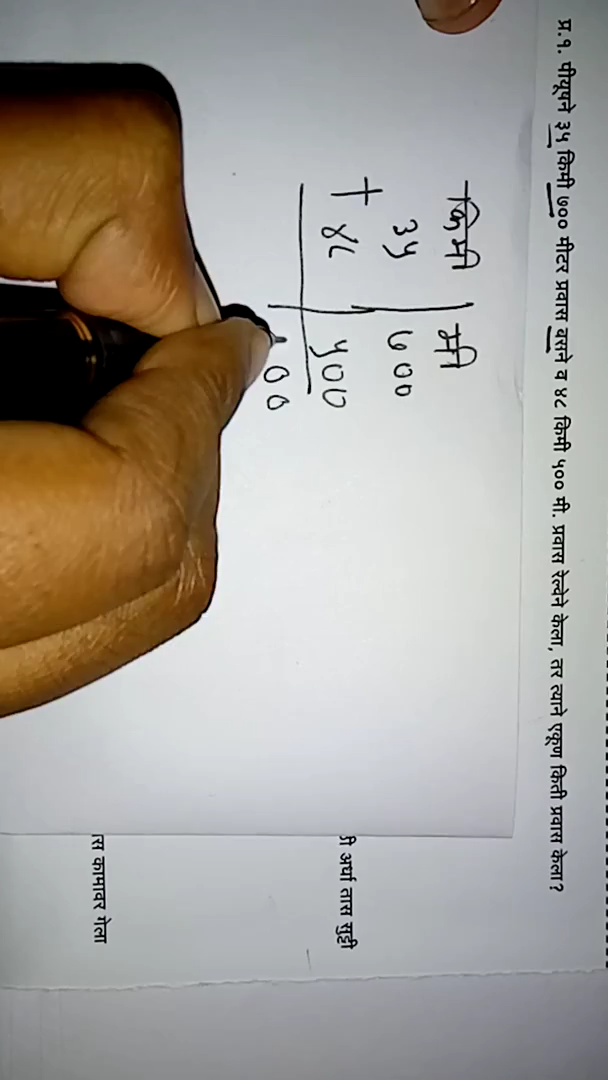 प्र.१. पीयूषने ३५ किमी ७०० मीटर प्रवास बसने व ४८ किमी ५०० मी. प्रवास रेल्वेने केला, तर त्याने एकूण किती प्रवास केला?
किमी मी
३५ ७००
+ ४८ ५००
००
ी अर्धा तास सुट्टी
ास कामावर गेला